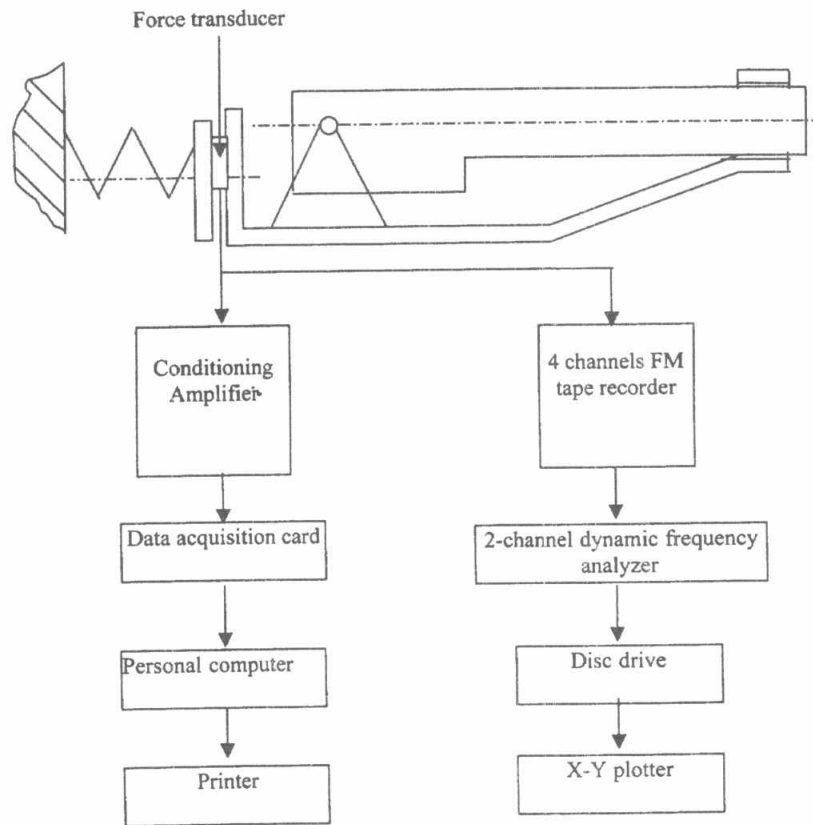 Force transducer
Conditioning
Amplifier
4 channels FM
tape recorder
Data acquisition card
2-channel dynamic frequency
analyzer
Personal computer
Disc drive
Printer
X-Y plotter